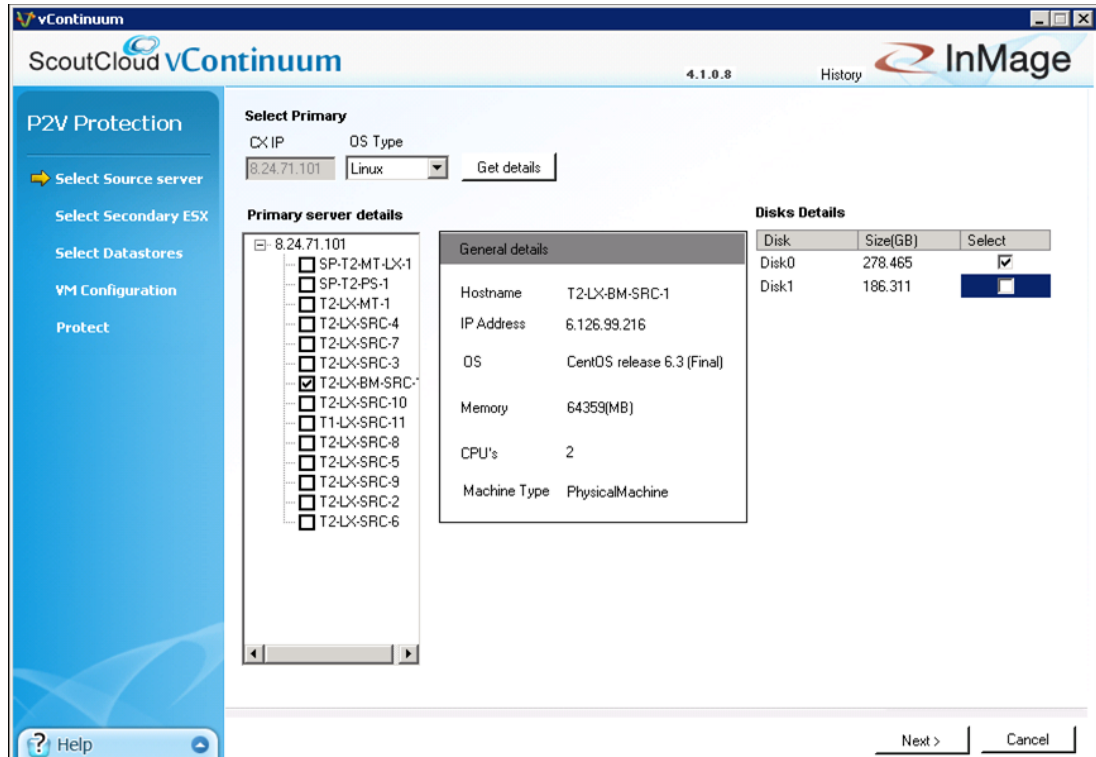 vContinuum
ScoutCloud vContinuum
4.1.0.8
History
InMage
P2V Protection
Select Source server
Select Secondary ESX
Select Datastores
VM Configuration
Protect
Help
Select Primary
CX IP OS Type
8.24.71.101 Linux Get details
Primary server details
8.24.71.101
SP-T2-MT-LX-1
SP-T2-PS-1
T2-LX-MT-1
T2-LX-SRC-4
T2-LX-SRC-7
T2-LX-SRC-3
T2-LX-BM-SRC-
T2-LX-SRC-10
T1-LX-SRC-11
T2-LX-SRC-8
T2-LX-SRC-5
T2-LX-SRC-9
T2-LX-SRC-2
T2-LX-SRC-6
General details
Hostname T2-LX-BM-SRC-1
IP Address 6.126.99.216
OS CentOS release 6.3 (Final)
Memory 64359(MB)
CPU's 2
Machine Type PhysicalMachine
Disks Details
Disk Size(GB) Select
Disk0 278.465
Disk1 186.311
Next > Cancel